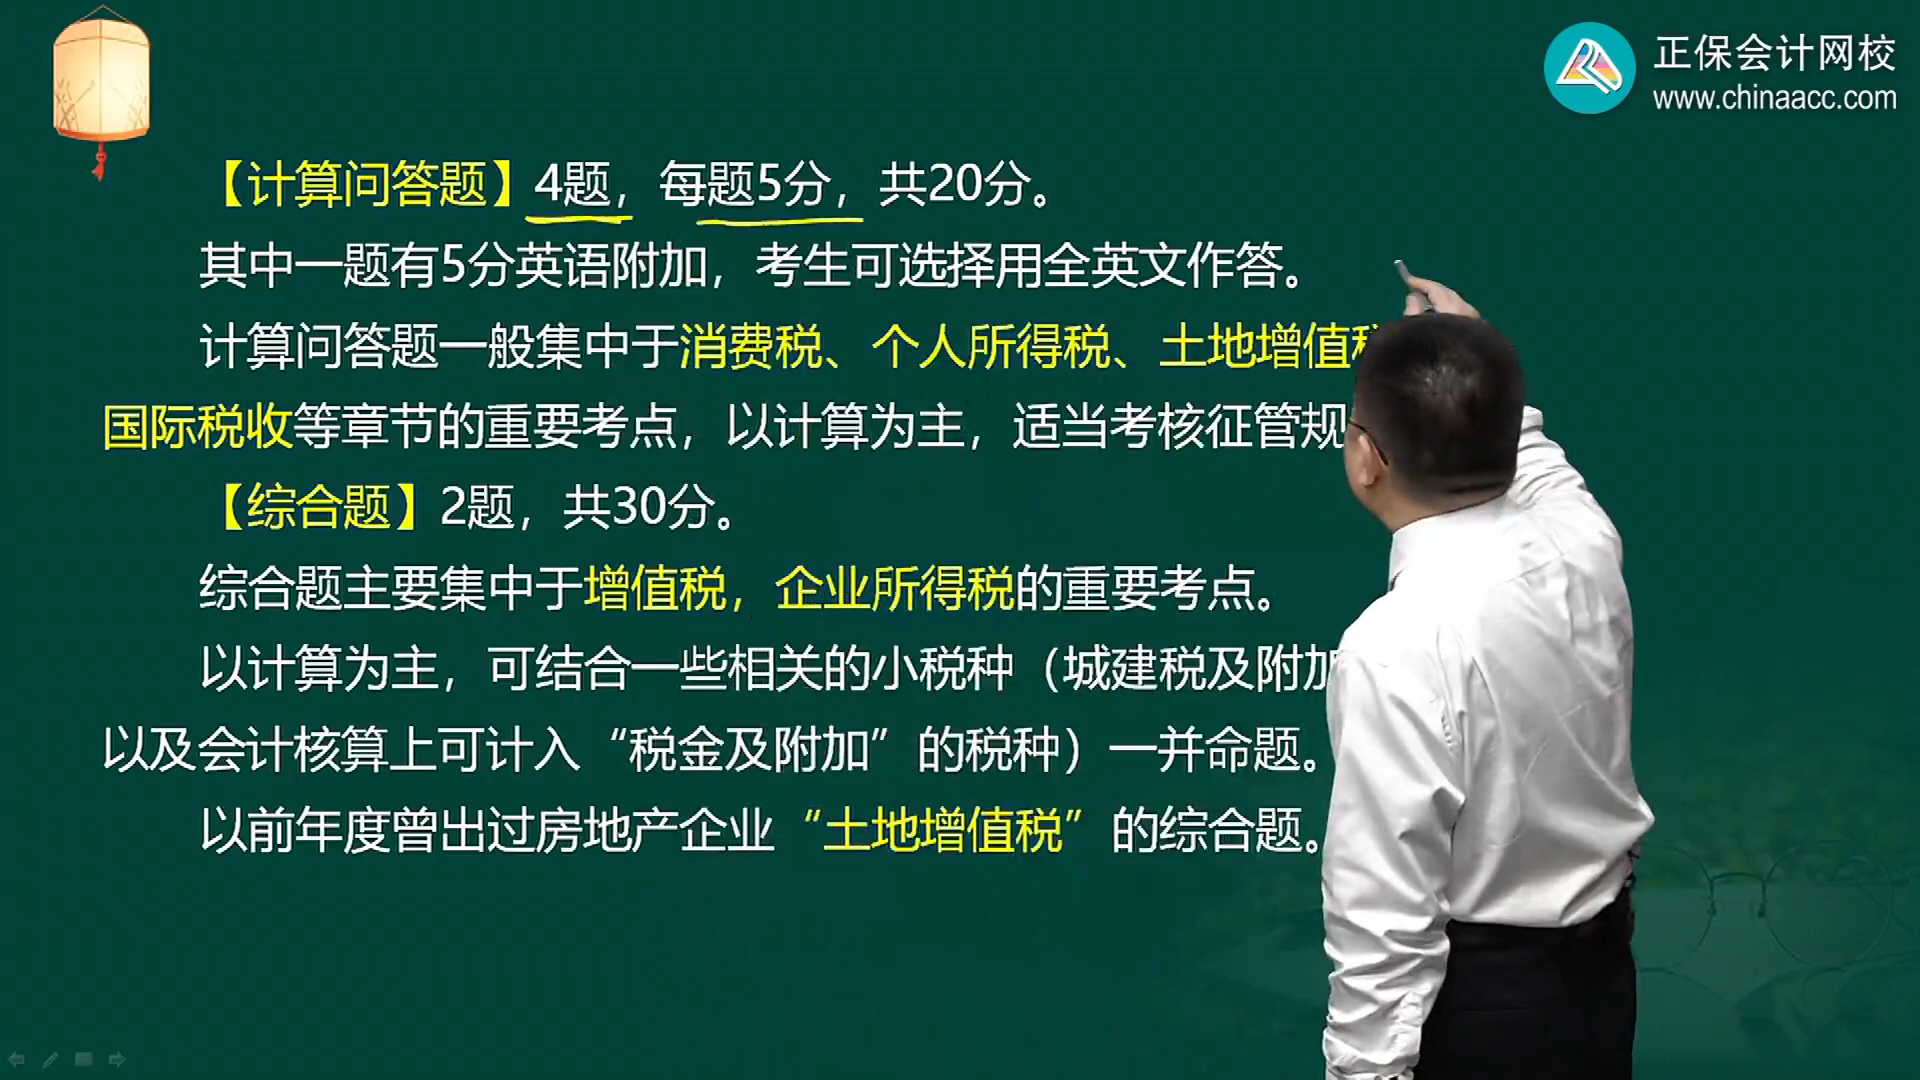 正保会计网校
www.chinaacc.com
【计算问答题】4题，每题5分，共20分。
其中一题有5分英语附加，考生可选择用全英文作答。
计算问答题一般集中于消费税、个人所得税、土地增值
国际税收等章节的重要考点，以计算为主，适当考核征管规
【综合题】2题，共30分。
综合题主要集中于增值税，企业所得税的重要考点。
以计算为主，可结合一些相关的小税种（城建税及附加
以及会计核算上可计入“税金及附加”的税种）一并命题。
以前年度曾出过房地产企业“土地增值税”的综合题。